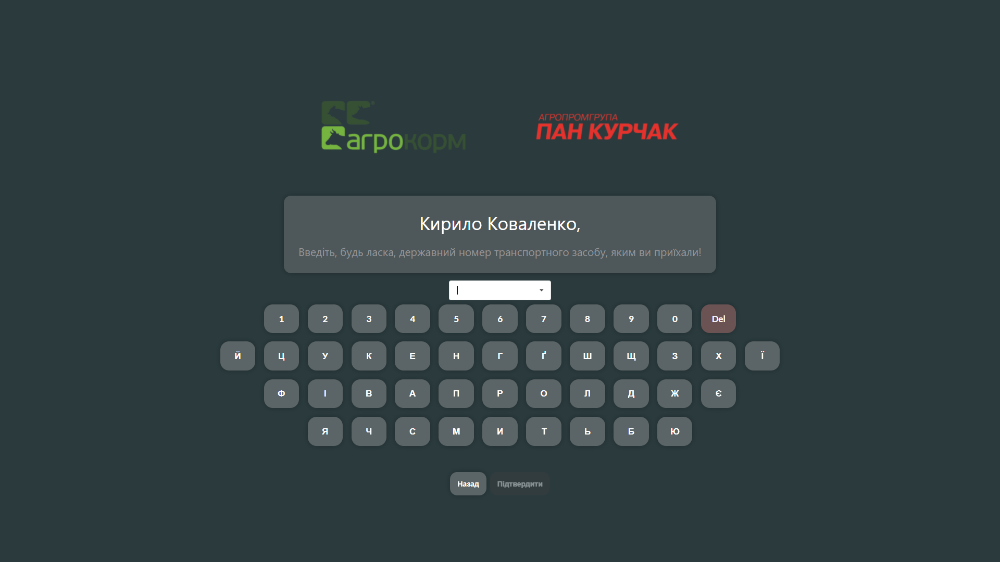 агрокорм
АГРОПРОМГРУПА
ПАН КУРЧАК
Кирило Коваленко,
Введіть, будь ласка, державний номер транспортного засобу, яким ви приїхали!
1 2 3 4 5 6 7 8 9 0 Del
Й Ц У К Е Н Г Ґ Ш Щ З Х Ї
Ф І В А П Р О Л Д Ж Є
Я Ч С М И Т Ь Б Ю
Назад Підтвердити